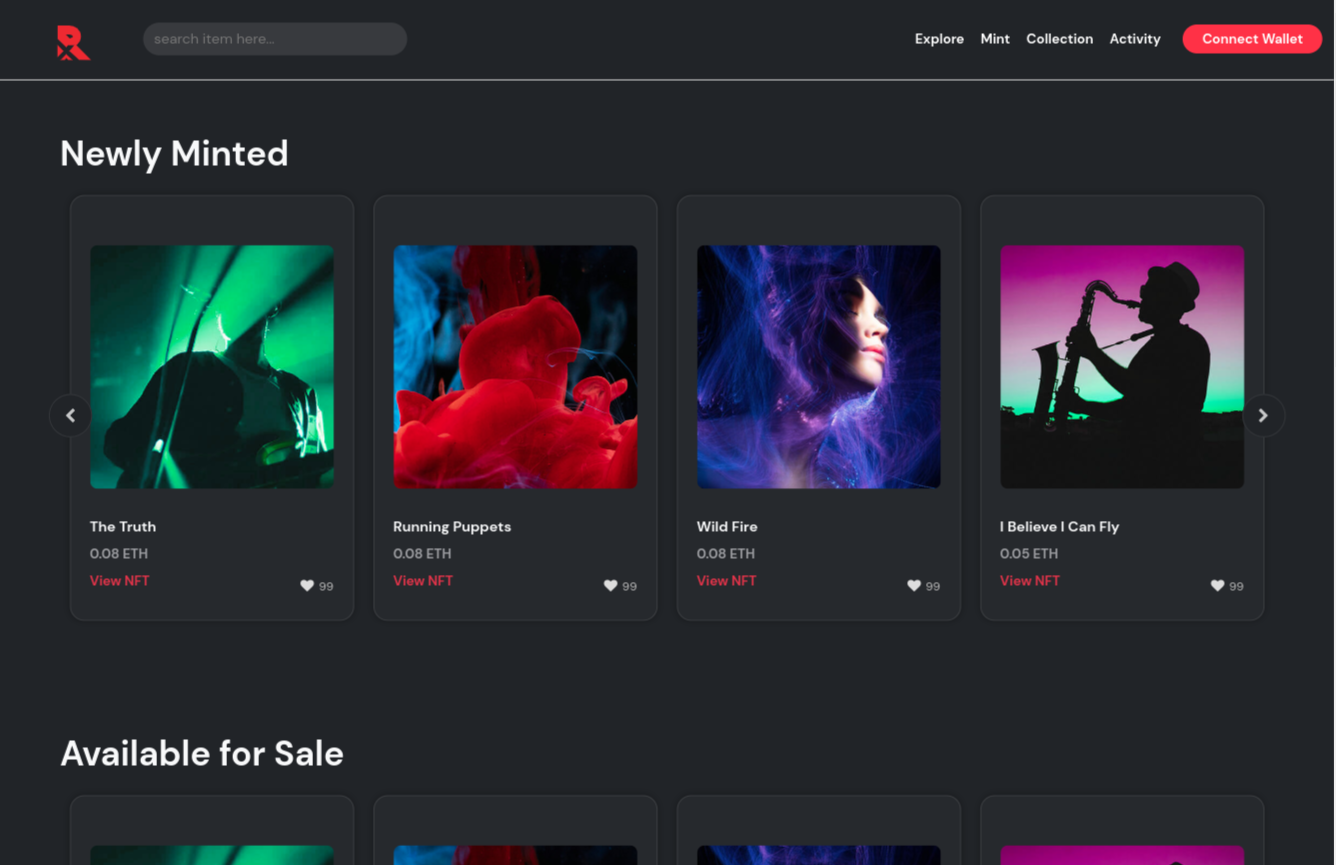 search item here...
Explore Mint Collection Activity Connect Wallet
Newly Minted
The Truth
0.08 ETH
View NFT
99
Running Puppets
0.08 ETH
View NFT
99
Wild Fire
0.08 ETH
View NFT
99
I Believe I Can Fly
0.05 ETH
View NFT
99
Available for Sale